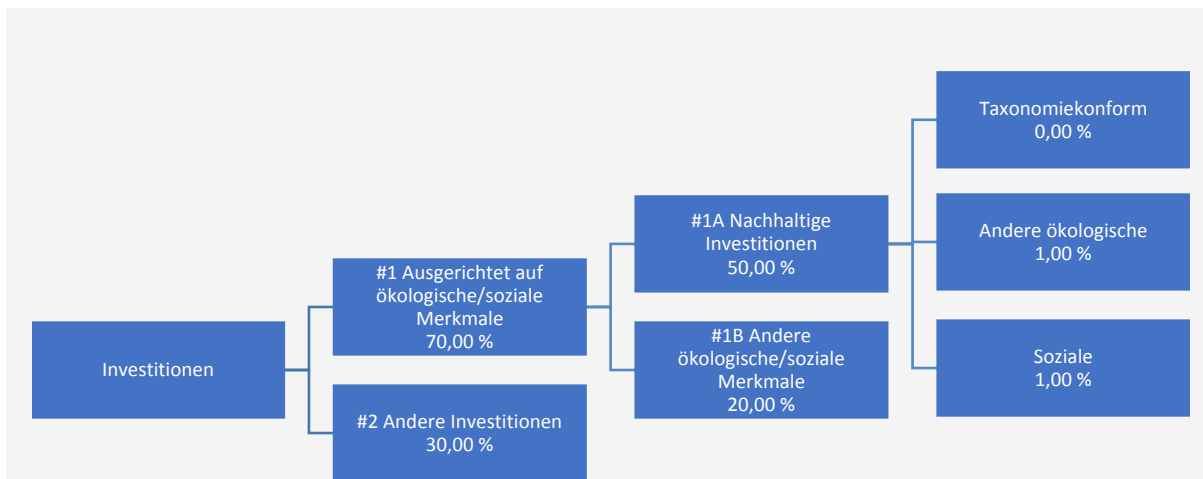 Investitionen
#1 Ausgerichtet auf
ökologische/soziale
Merkmale
70,00 %
#2 Andere Investitionen
30,00 %
#1A Nachhaltige
Investitionen
50,00 %
#1B Andere
ökologische/soziale
Merkmale
20,00 %
Taxonomiekonform
0,00 %
Andere ökologische
1,00 %
Soziale
1,00 %